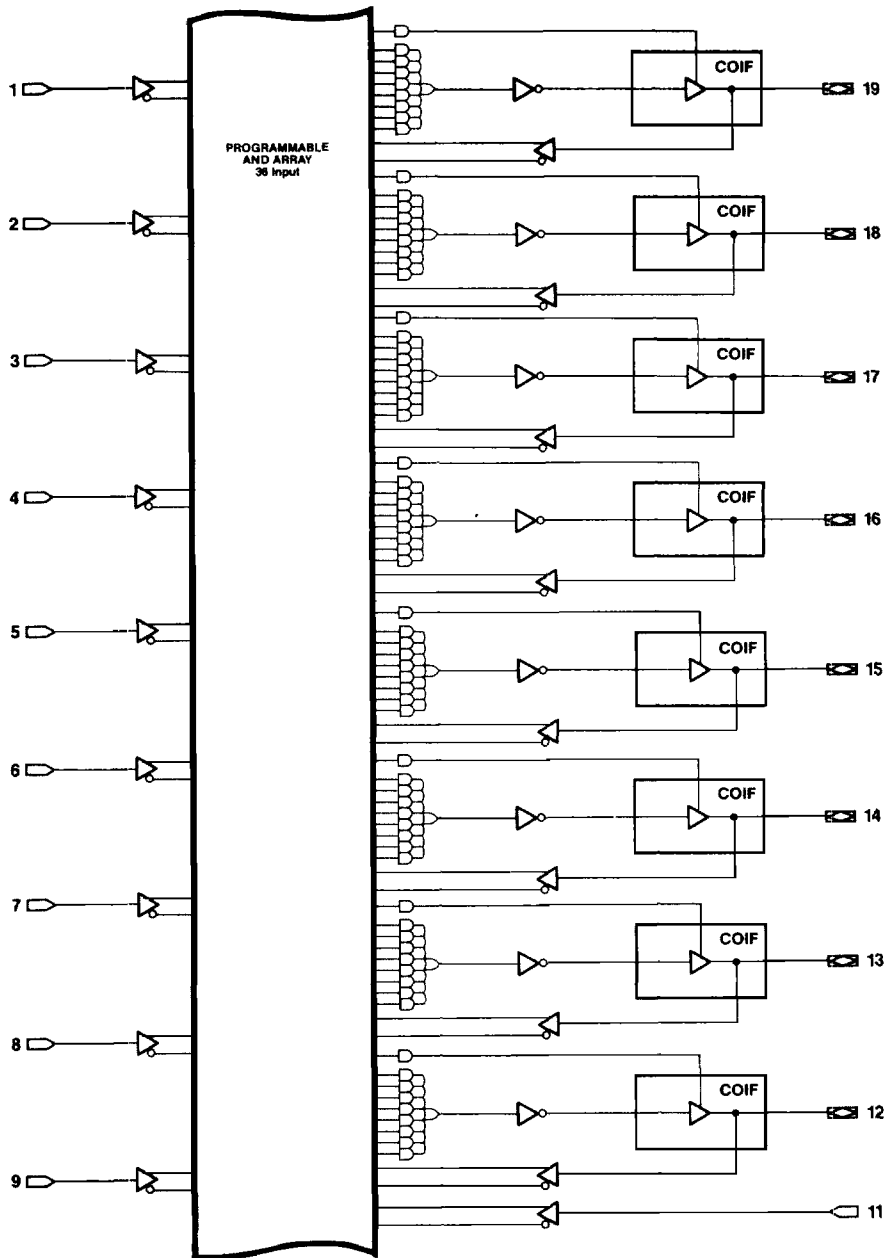 1
COIF
19
PROGRAMMABLE
AND ARRAY
36 Input
2
COIF
18
3
COIF
17
4
COIF
16
5
COIF
15
6
COIF
14
7
COIF
13
8
COIF
12
9
11